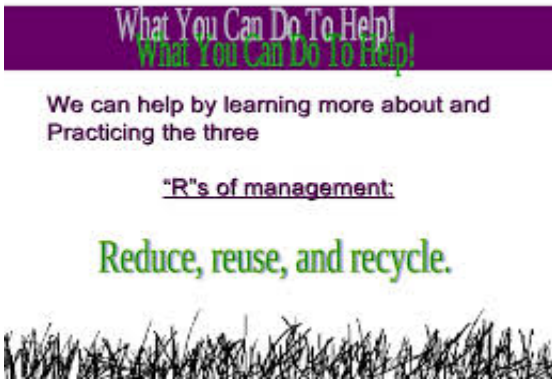 What You Can Do To Help!
What You Can Do To Help!
We can help by learning more about and
Practicing the three
"R"s of management:
Reduce, reuse, and recycle.